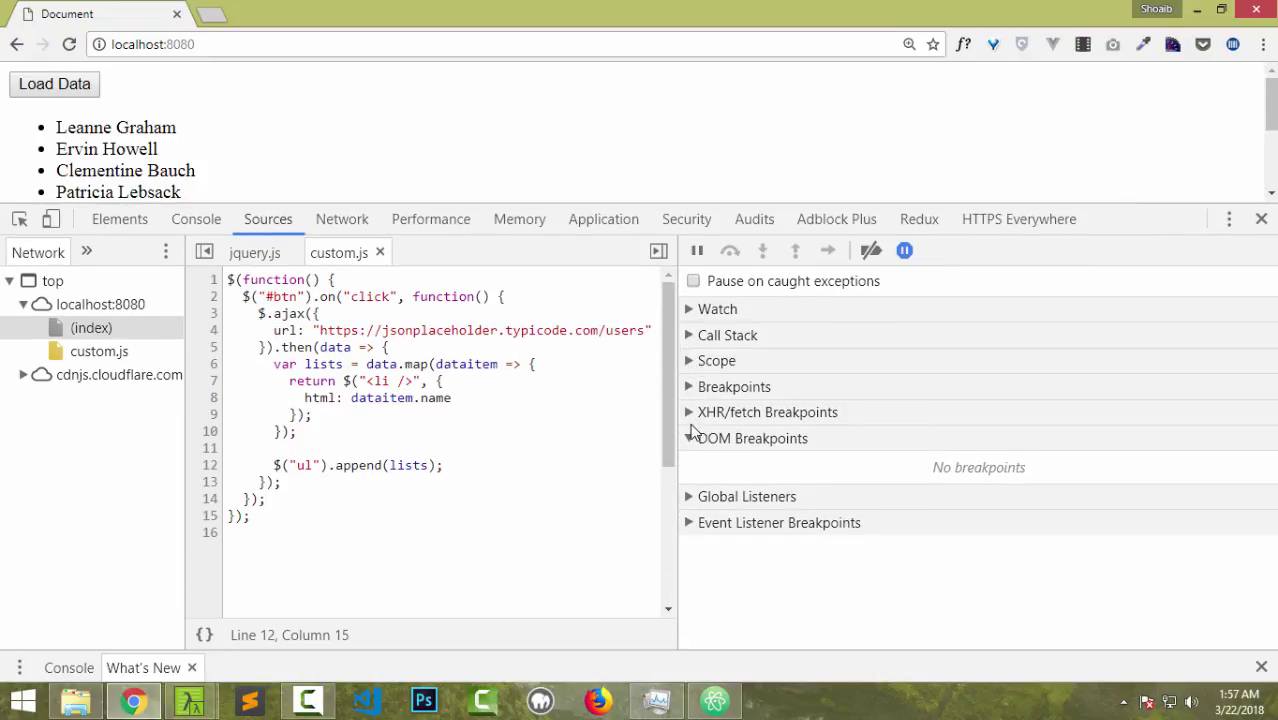 Document
Shoaib
localhost:8080
f?
Load Data
• Leanne Graham
• Ervin Howell
• Clementine Bauch
• Patricia Lebsack
Elements Console Sources Network Performance Memory Application Security Audits Adblock Plus Redux HTTPS Everywhere
Network »
jquery.js custom.js
top
localhost:8080
(index)
custom.js
cdnjs.cloudflare.com
1 $(function() {
2 $("#btn").on("click", function() {
3 $.ajax({
4 url: "https://jsonplaceholder.typicode.com/users"
5 }).then(data => {
6 var lists = data.map(dataitem => {
7 return $("<li />", {
8 html: dataitem.name
9 });
10 });
11
12 $("ul").append(lists);
13 });
14 });
15 });
16
{} Line 12, Column 15
Pause on caught exceptions
Watch
Call Stack
Scope
Breakpoints
XHR/fetch Breakpoints
DOM Breakpoints
No breakpoints
Global Listeners
Event Listener Breakpoints
Console What's New
Ps
1:57 AM
3/22/2018